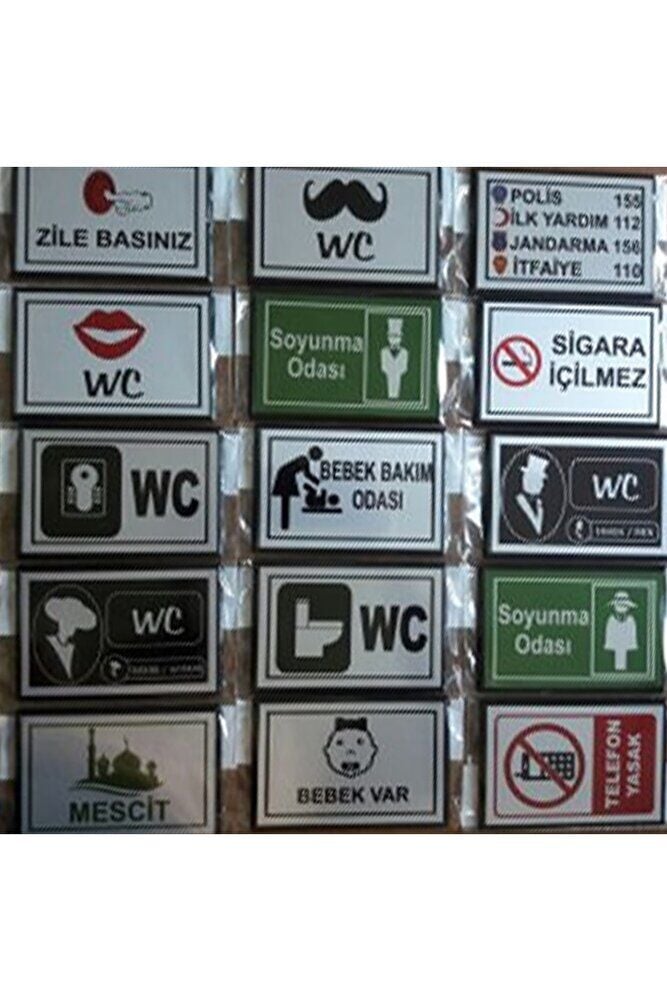 ZİLE BASINIZ
WC
POLİS 155
İLK YARDIM 112
JANDARMA 156
İTFAİYE 110
WC
Soyunma
Odası
SİGARA
İÇİLMEZ
WC
BEBEK BAKIM
ODASI
WC
WC
WC
Soyunma
Odası
MESCİT
BEBEK VAR
TELEFON
YASAK